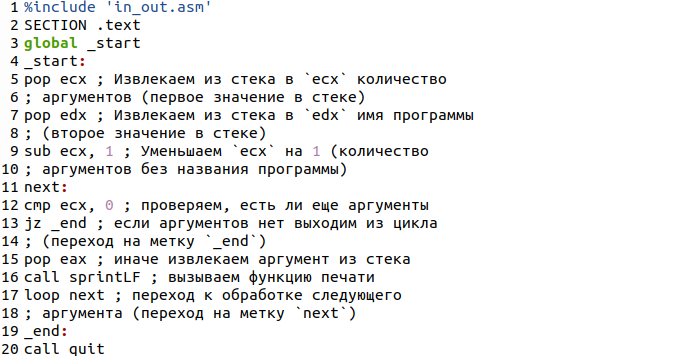 1 %include 'in_out.asm'
2 SECTION .text
3 global _start
4 _start:
5 pop ecx ; Извлекаем из стека в `ecx` количество
6 ; аргументов (первое значение в стеке)
7 pop edx ; Извлекаем из стека в `edx` имя программы
8 ; (второе значение в стеке)
9 sub ecx, 1 ; Уменьшаем `ecx` на 1 (количество
10 ; аргументов без названия программы)
11 next:
12 cmp ecx, 0 ; проверяем, есть ли еще аргументы
13 jz _end ; если аргументов нет выходим из цикла
14 ; (переход на метку `_end`)
15 pop eax ; иначе извлекаем аргумент из стека
16 call sprintLF ; вызываем функцию печати
17 loop next ; переход к обработке следующего
18 ; аргумента (переход на метку `next`)
19 _end:
20 call quit